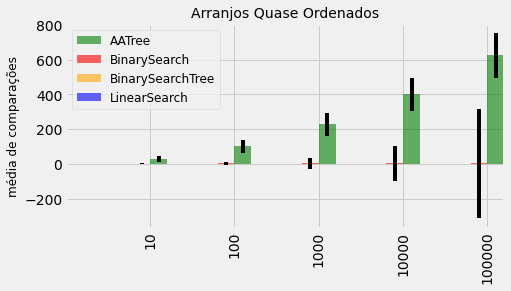 Arranjos Quase Ordenados
média de comparações
800
600
400
200
0
−200
AATree
BinarySearch
BinarySearchTree
LinearSearch
10
100
1000
10000
100000